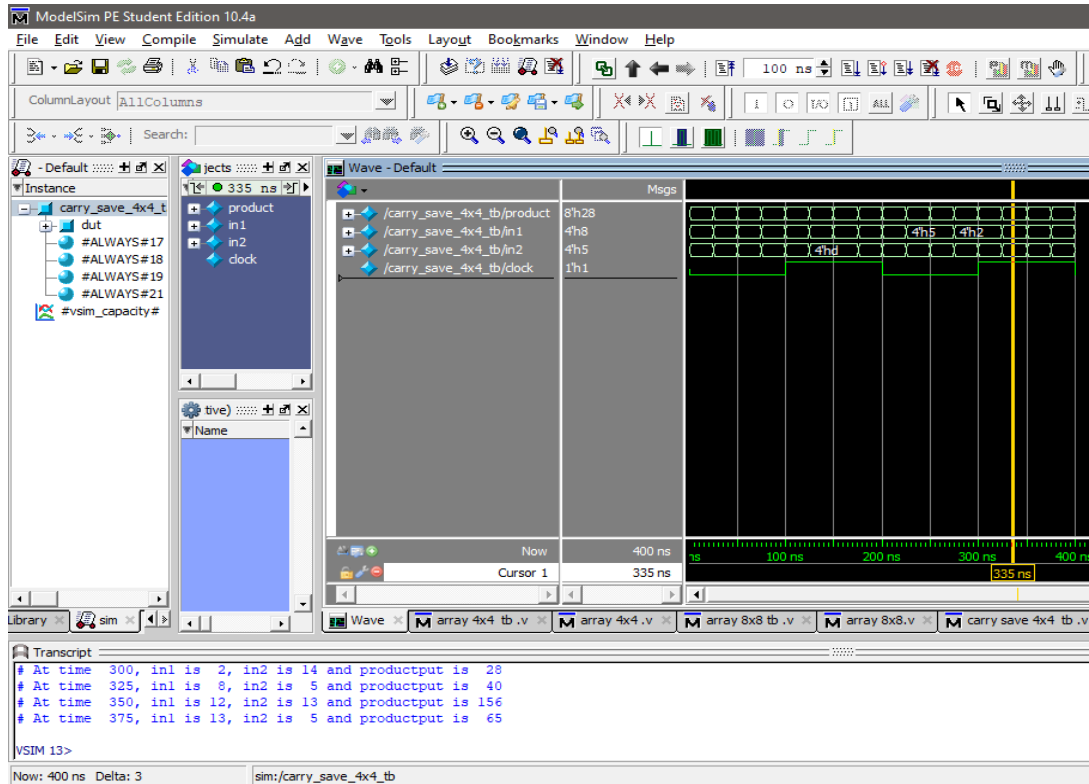 ModelSim PE Student Edition 10.4a
File Edit View Compile Simulate Add Wave Tools Layout Bookmarks Window Help
100 ns
ColumnLayout AllColumns
Search:
- Default
jects
Wave - Default
Instance
335 ns
Msgs
carry_save_4x4_t
dut
#ALWAYS#17
#ALWAYS#18
#ALWAYS#19
#ALWAYS#21
#vsim_capacity#
product
in1
in2
clock
/carry_save_4x4_tb/product 8'h28
/carry_save_4x4_tb/in1 4'h8 4'h5 4'h2
/carry_save_4x4_tb/in2 4'h5 4'hd
/carry_save_4x4_tb/clock 1'h1
tive)
Name
Now 400 ns ns 100 ns 200 ns 300 ns 400 n
Cursor 1 335 ns 335 ns
Library sim Wave array 4x4 tb .v array 4x4 .v array 8x8 tb .v array 8x8.v carry save 4x4 tb .v
Transcript
# At time 300, in1 is 2, in2 is 14 and productput is 28
# At time 325, in1 is 8, in2 is 5 and productput is 40
# At time 350, in1 is 12, in2 is 13 and productput is 156
# At time 375, in1 is 13, in2 is 5 and productput is 65
VSIM 13>
Now: 400 ns Delta: 3 sim:/carry_save_4x4_tb